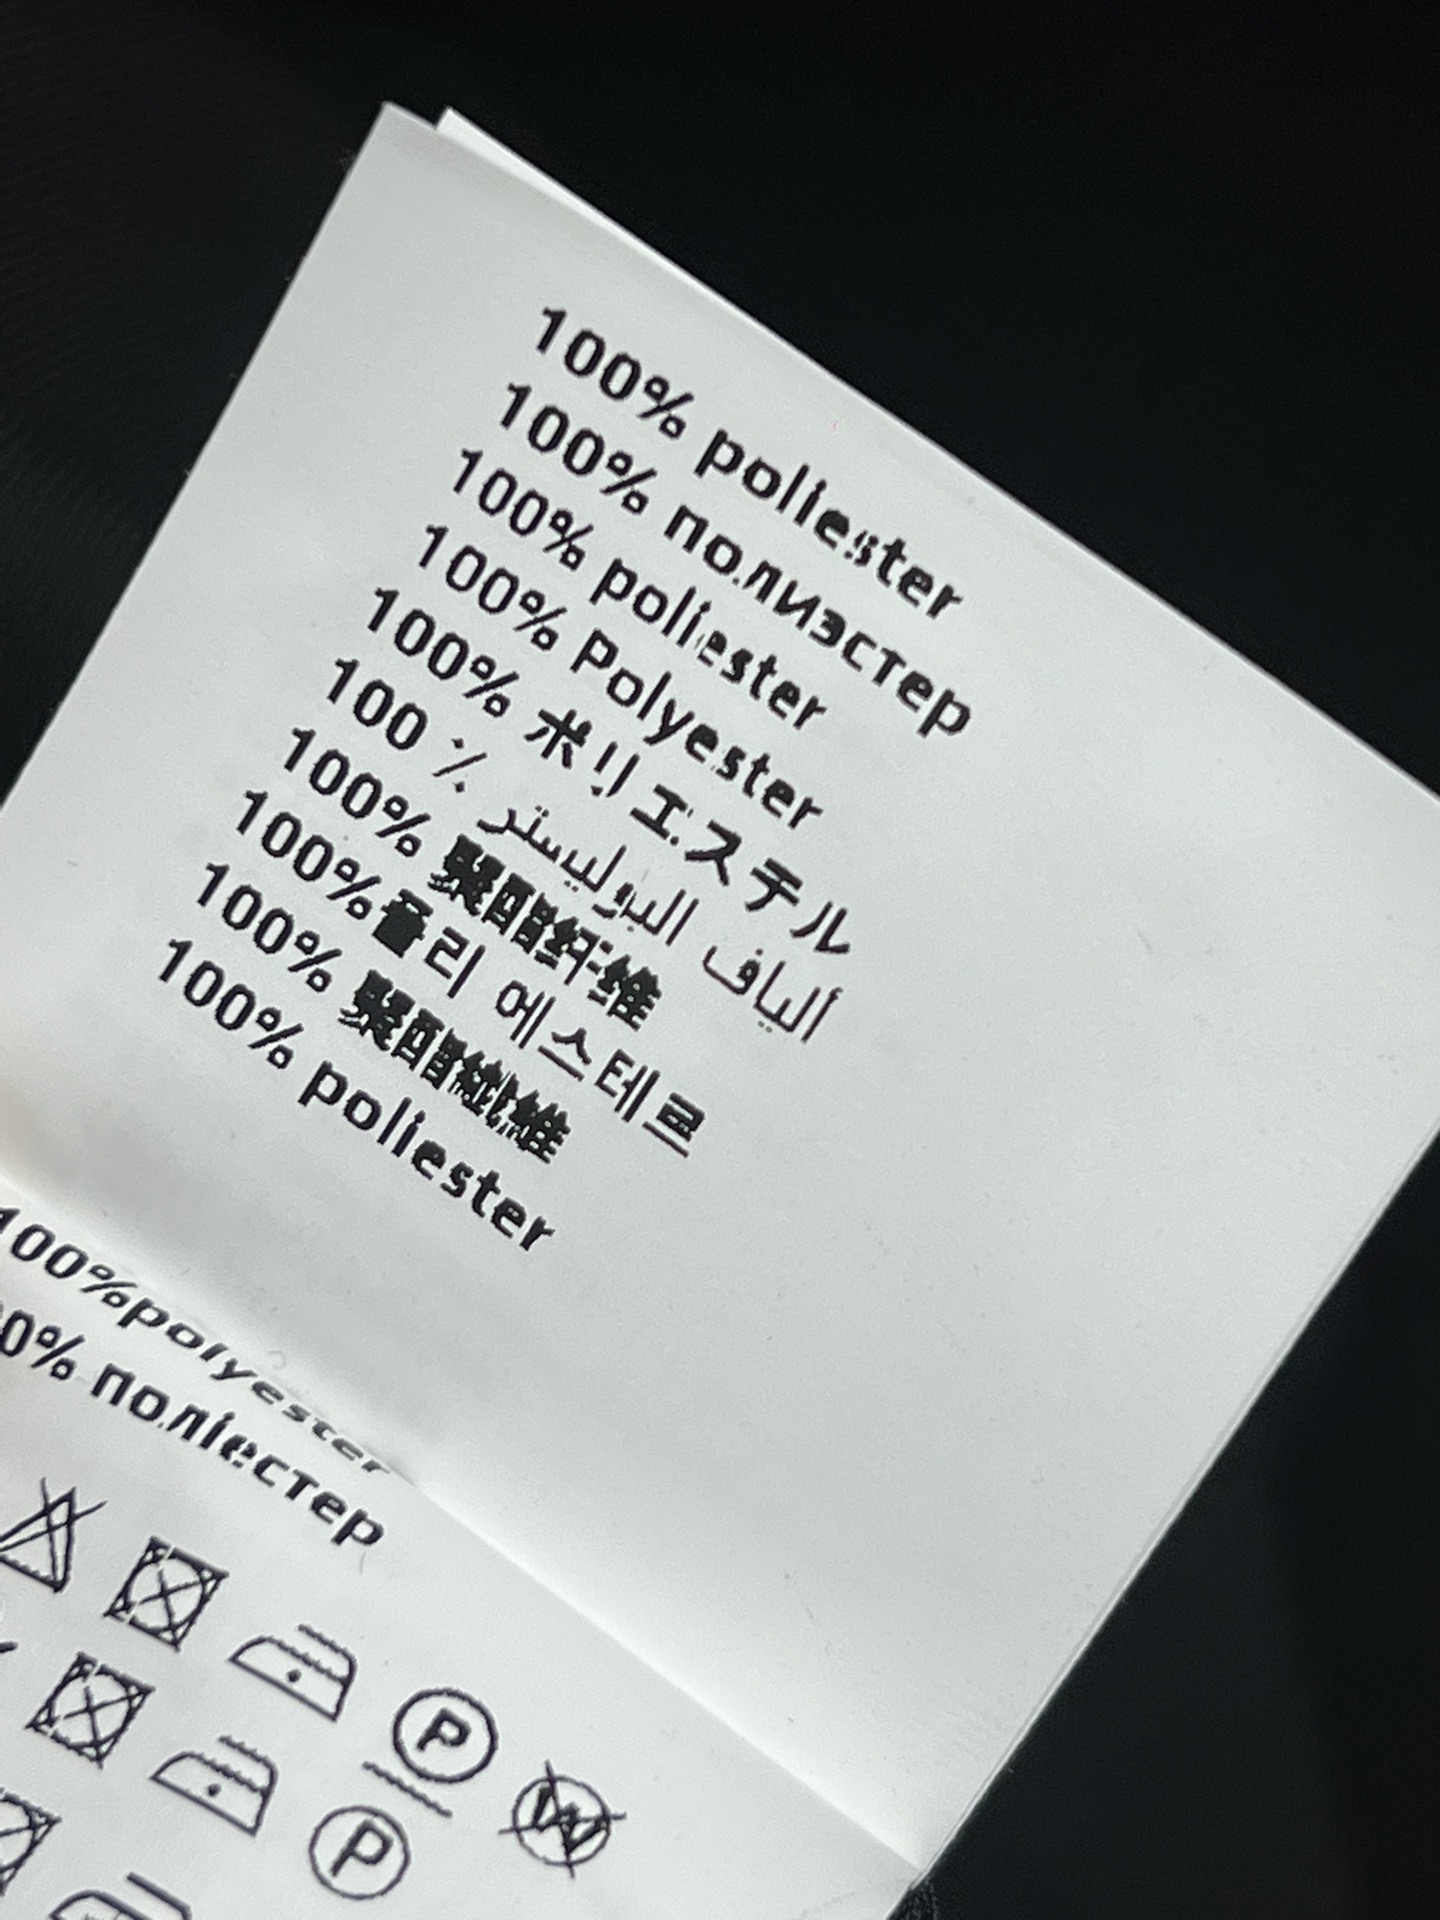 100% poliester
100% полиэстер
100% poliester
100% Polyester
100% ポリエステル
100 % ألياف البوليستر
100% 聚酯纤维
100%폴리 에스테르
100% 聚酯纖維
100% poliester
100%polyester
00% поліестер
P
W
P